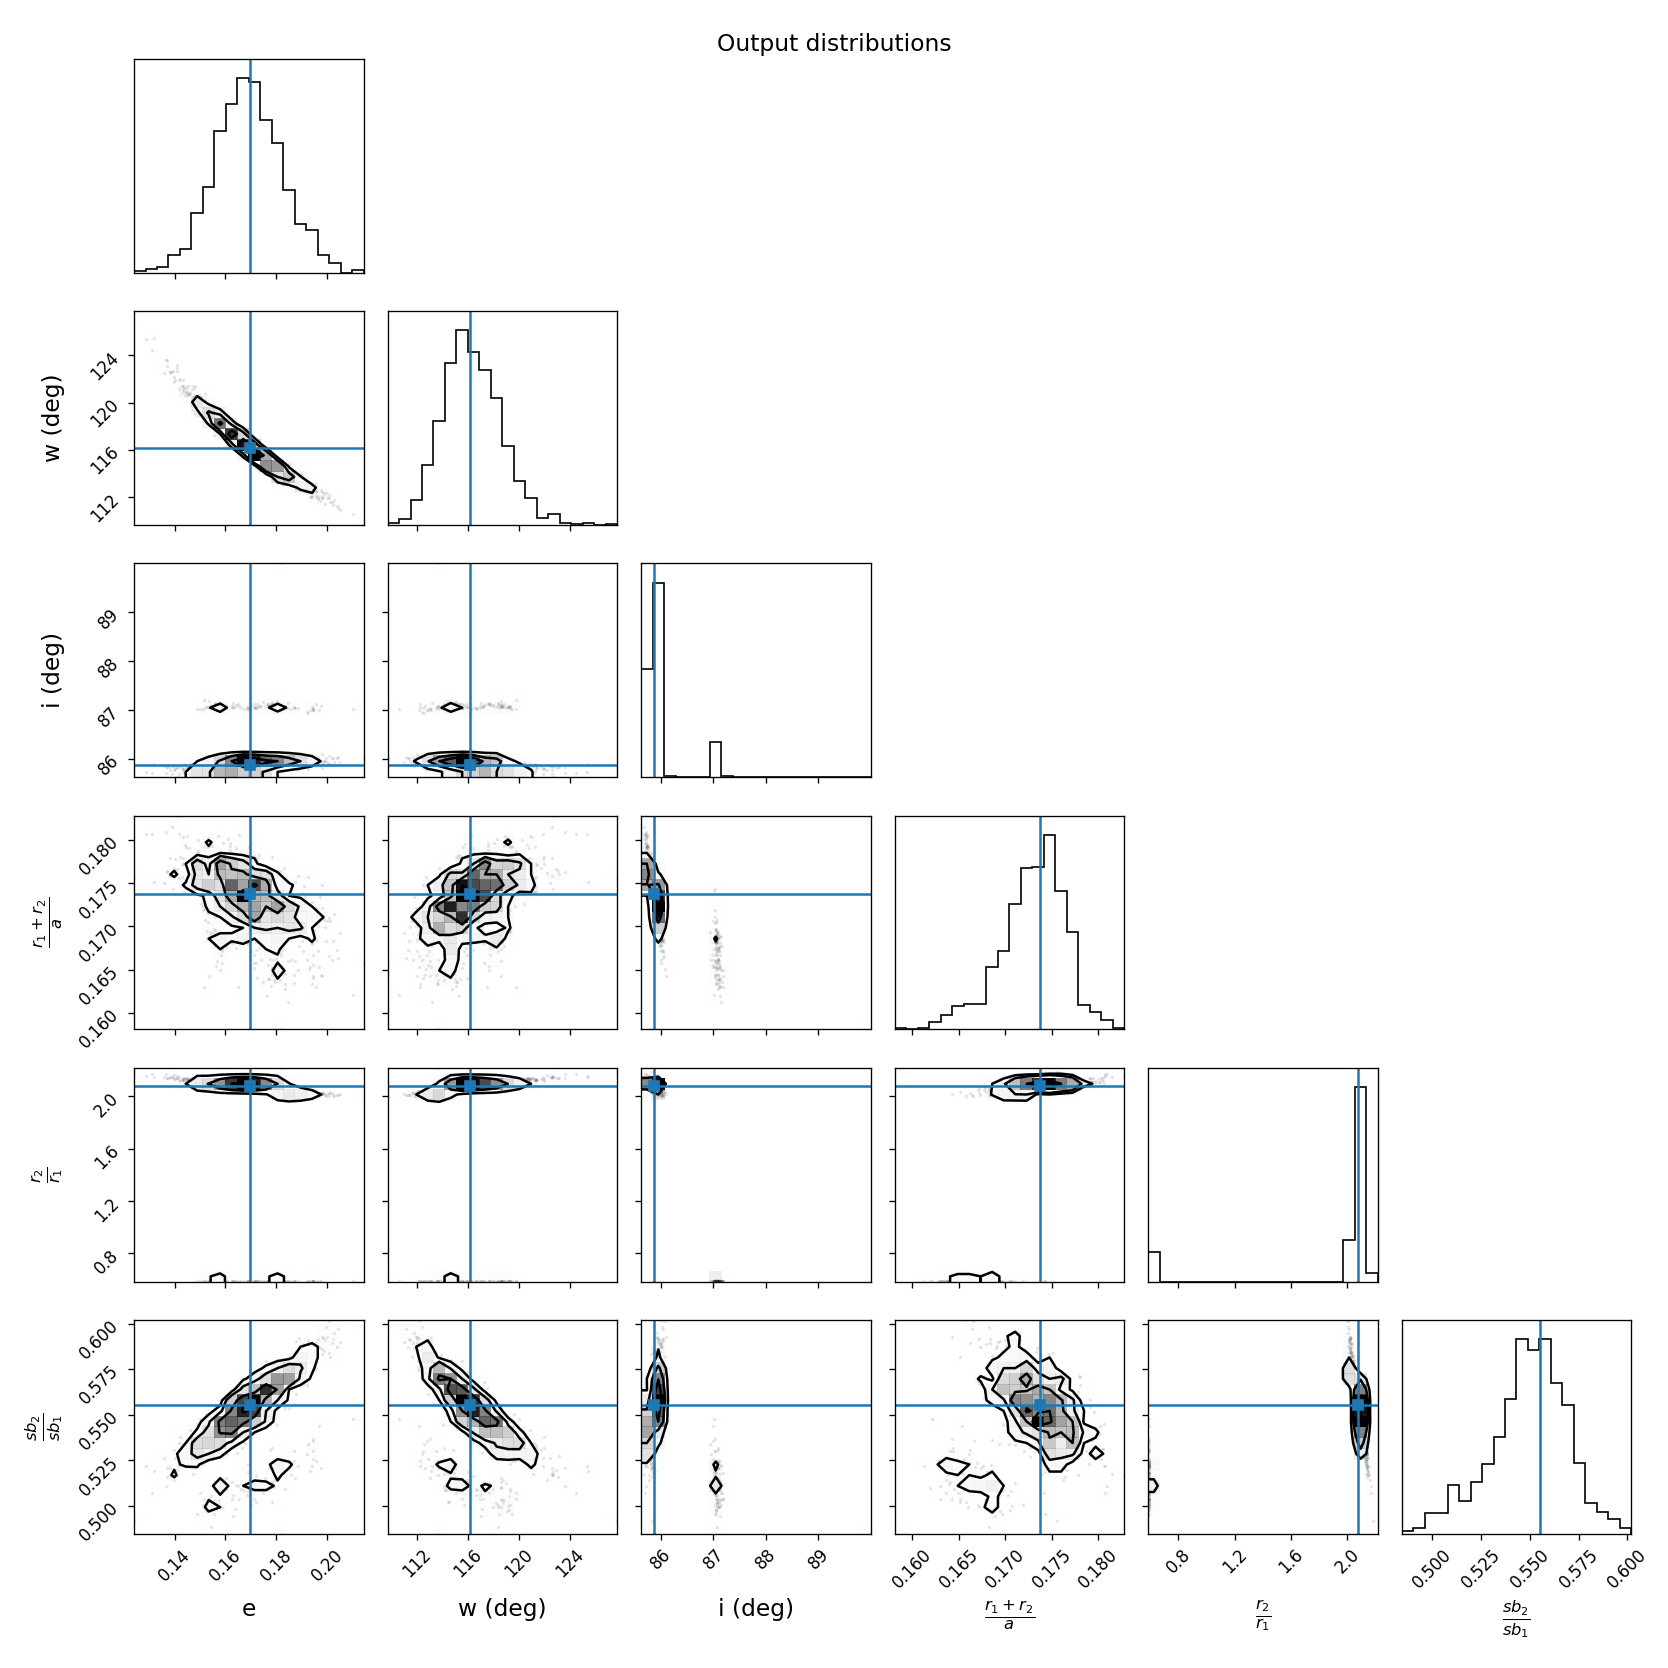 Output distributions
w (deg)
124
120
116
112
i (deg)
89
88
87
86
r₁ + r₂
a
0.180
0.175
0.170
0.165
0.160
r₂
r₁
2.0
1.6
1.2
0.8
sb₂
sb₁
0.600
0.575
0.550
0.525
0.500
0.14 0.16 0.18 0.20
112 116 120 124
86 87 88 89
0.160 0.165 0.170 0.175 0.180
0.8 1.2 1.6 2.0
0.500 0.525 0.550 0.575 0.600
e
w (deg)
i (deg)
r₁ + r₂
a
r₂
r₁
sb₂
sb₁